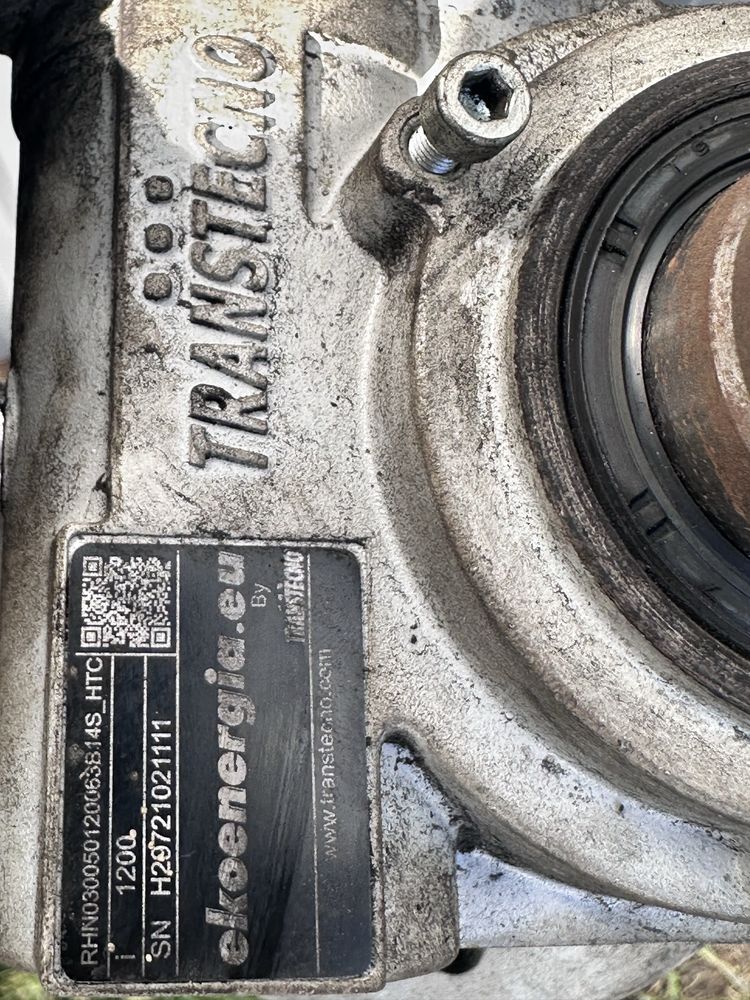 TRANSTECNO
RHN030050120063B14S_HTC
i 1200
SN H29721021111
ekoenergia.eu
By
TRANSTECNO
www.transtecno.com